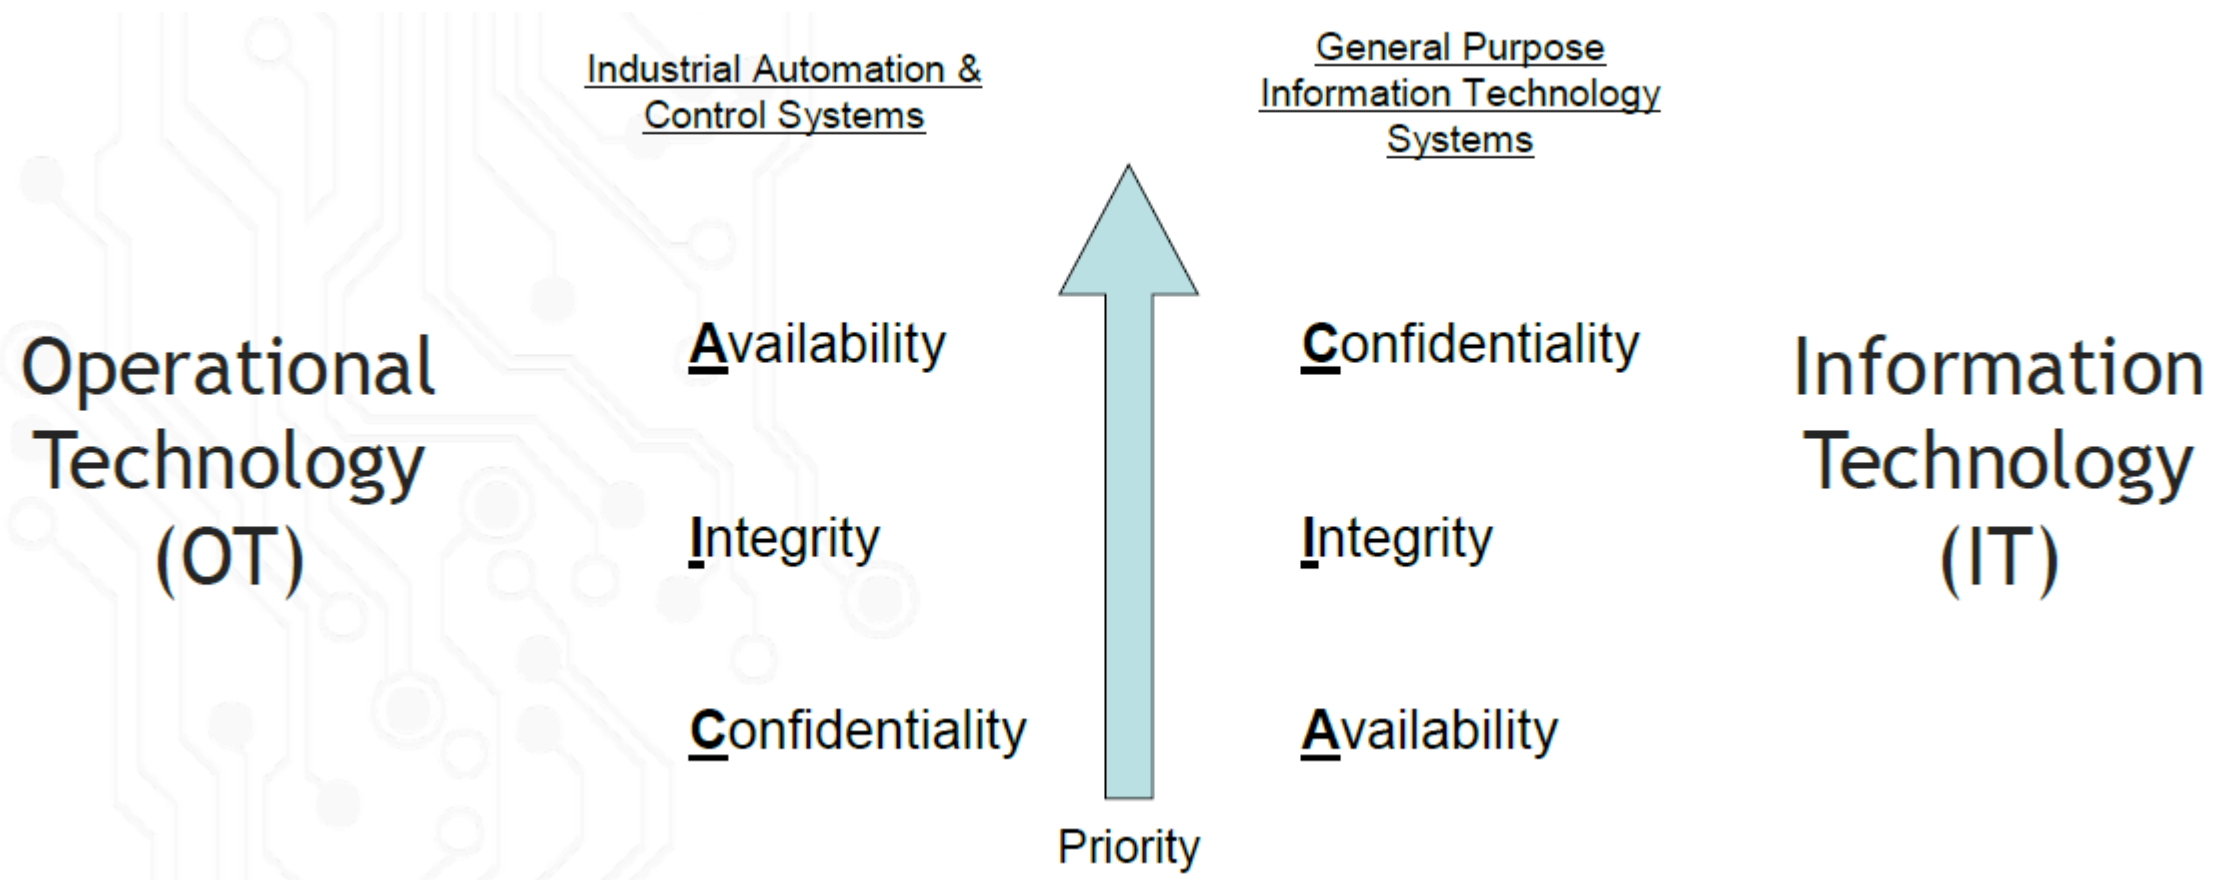 Operational
Technology
(OT)
Industrial Automation &
Control Systems
Availability
Integrity
Confidentiality
Priority
General Purpose
Information Technology
Systems
Confidentiality
Integrity
Availability
Information
Technology
(IT)